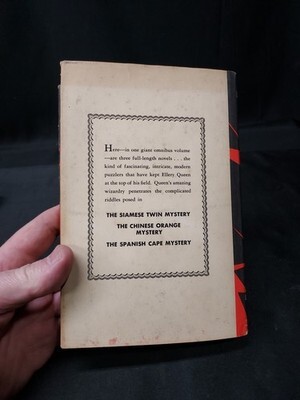 Here—in one giant omnibus volume
—are three full-length novels . . . the
kind of fascinating, intricate, modern
puzzlers that have kept Ellery Queen
at the top of his field. Queen's amazing
wizardry penetrates the complicated
riddles posed in
THE SIAMESE TWIN MYSTERY
THE CHINESE ORANGE
MYSTERY
THE SPANISH CAPE MYSTERY